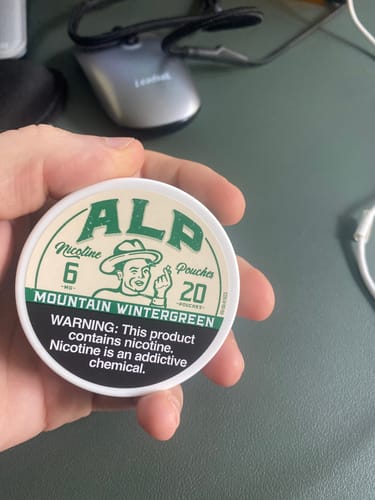 ALP
Nicotine
Pouches
6
-MG-
20
-POUCHES-
MOUNTAIN WINTERGREEN
WARNING: This product
contains nicotine.
Nicotine is an addictive
chemical.